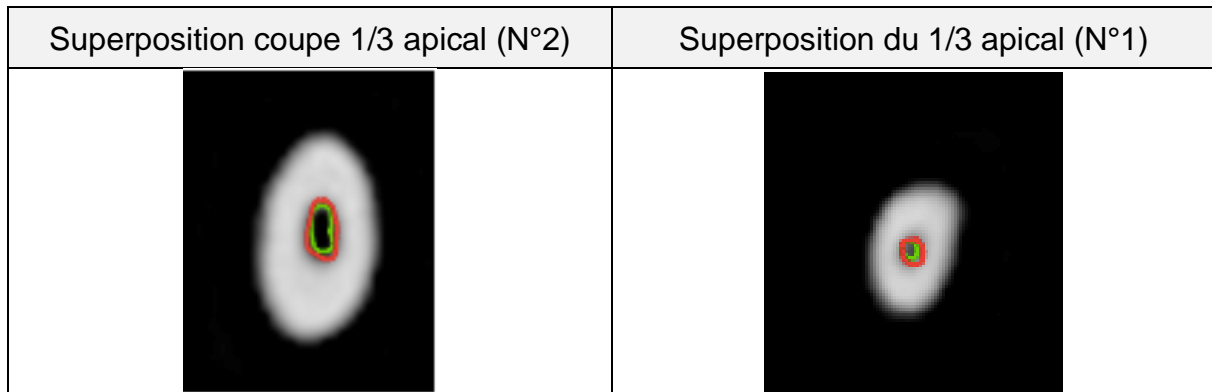 Superposition coupe 1/3 apical (N°2)
Superposition du 1/3 apical (N°1)